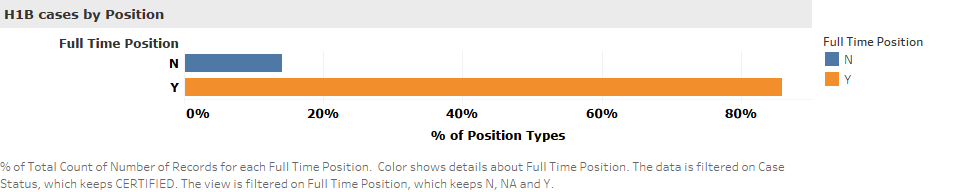 H1B cases by Position
Full Time Position
N
Y
0% 20% 40% 60% 80%
% of Position Types
Full Time Position
N
Y
% of Total Count of Number of Records for each Full Time Position. Color shows details about Full Time Position. The data is filtered on Case
Status, which keeps CERTIFIED. The view is filtered on Full Time Position, which keeps N, NA and Y.